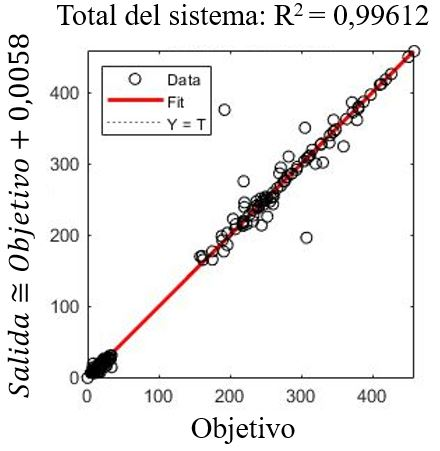 Total del sistema: R² = 0,99612
Salida ≅ Objetivo + 0,0058
Data
Fit
Y = T
400
300
200
100
0
0 100 200 300 400
Objetivo